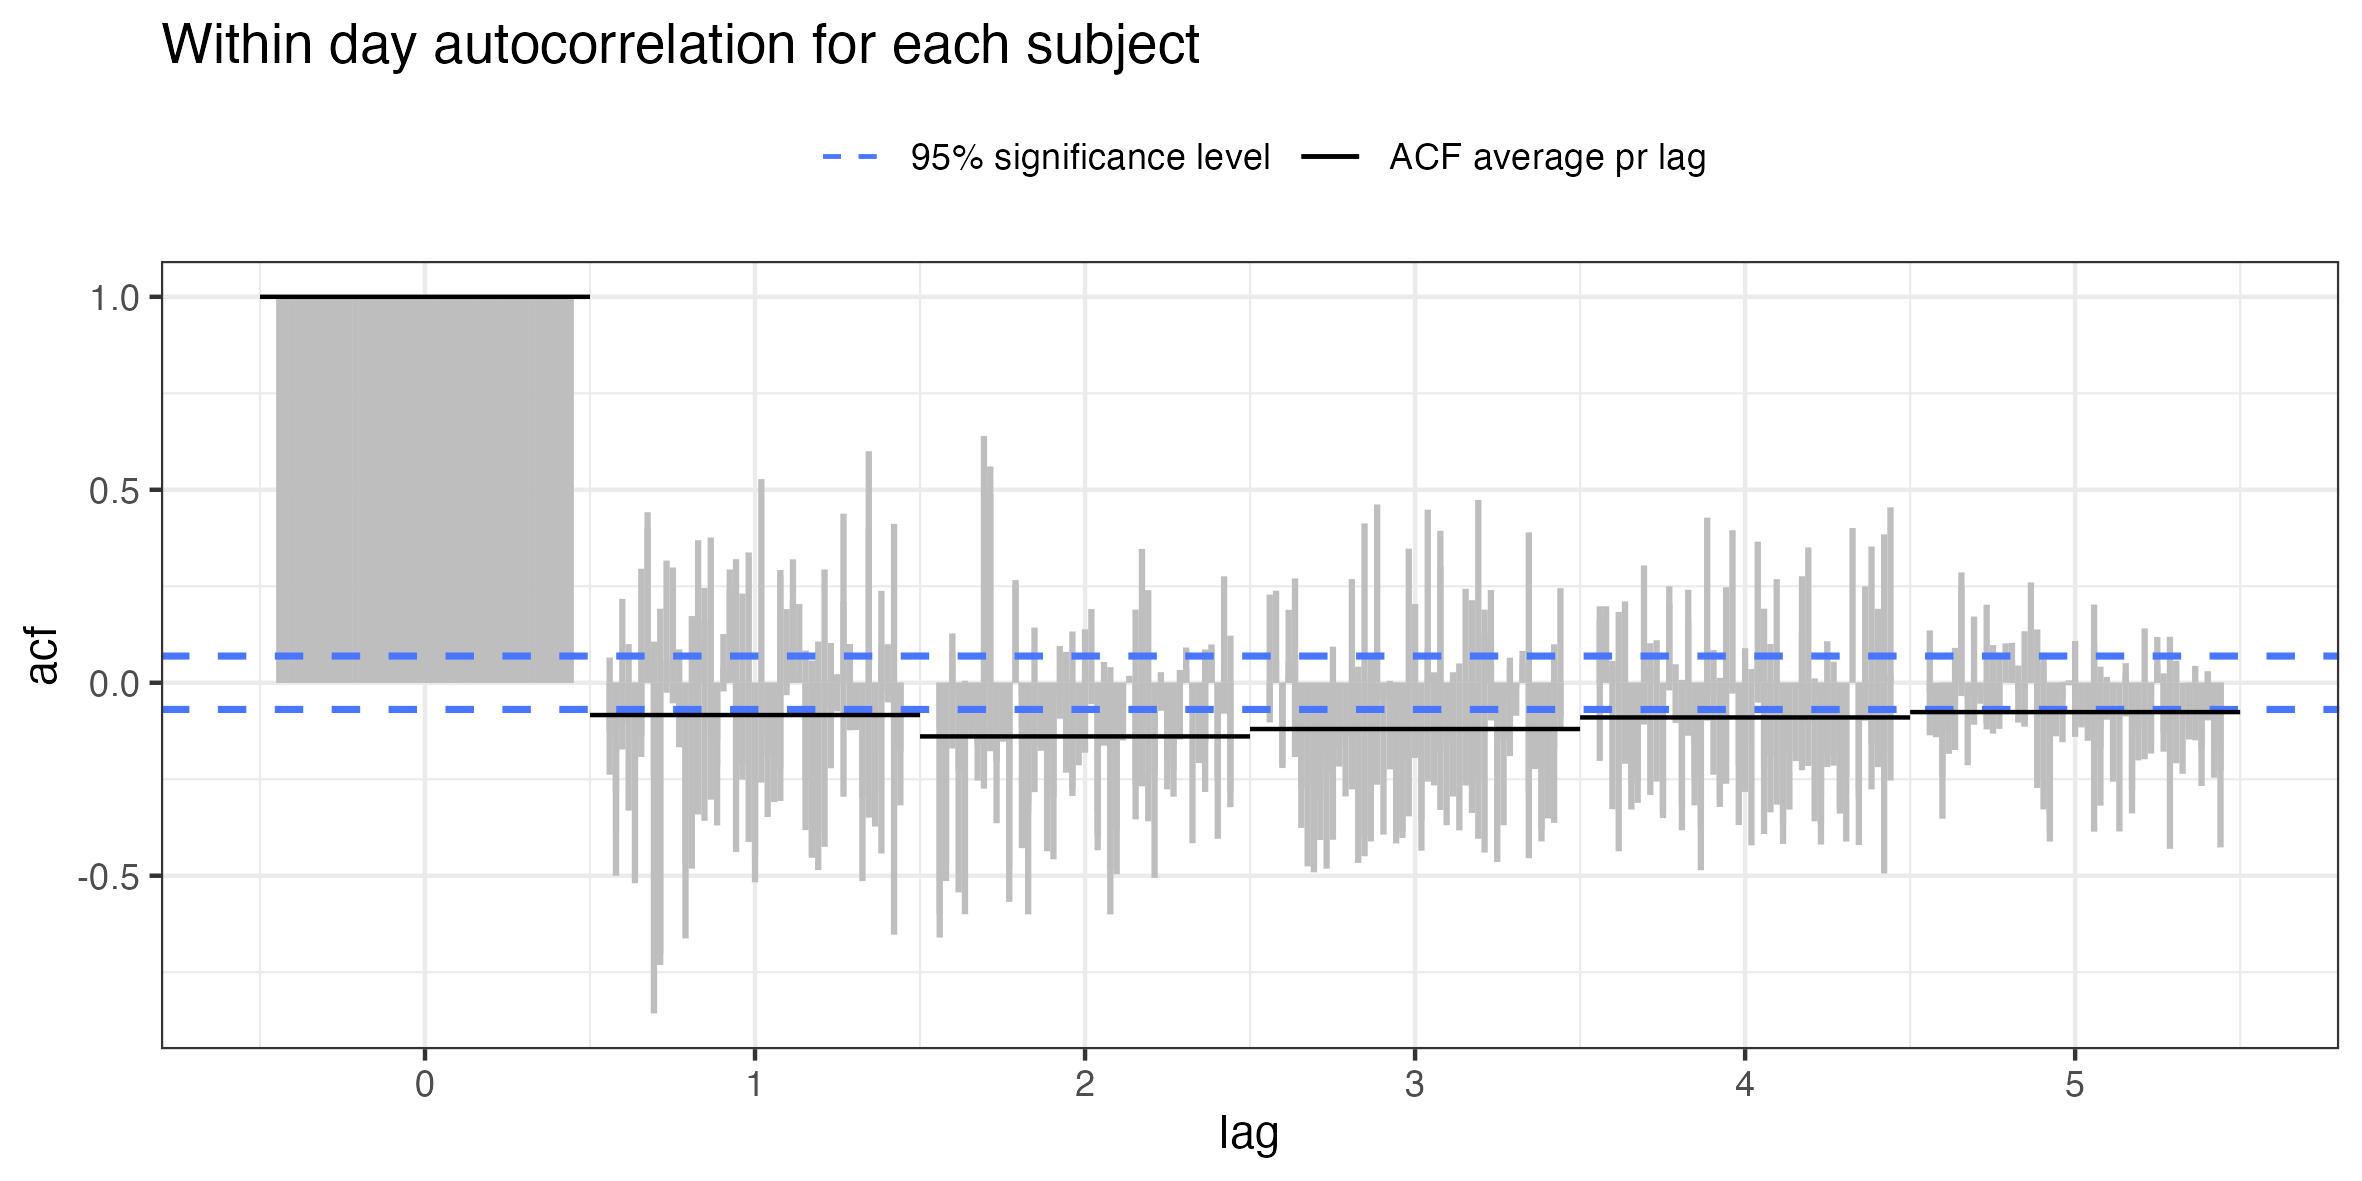 Within day autocorrelation for each subject
95% significance level
ACF average pr lag
acf
1.0
0.5
0.0
-0.5
0
1
2
3
4
5
lag